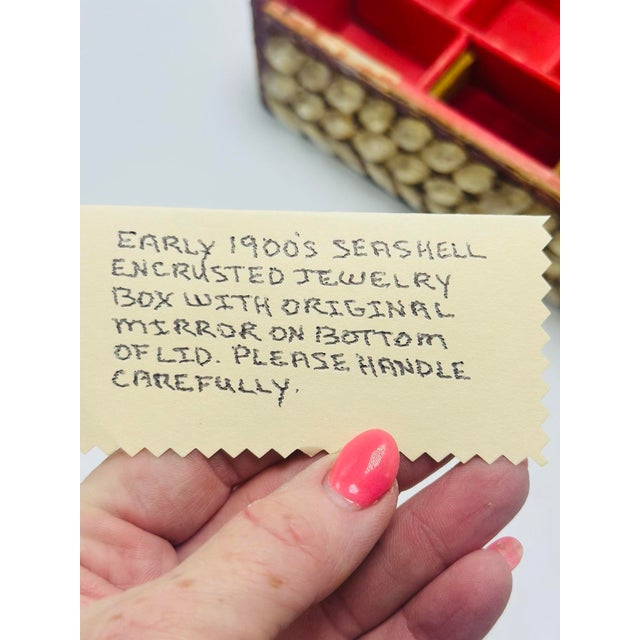 EARLY 1900'S SEASHELL
ENCRUSTED JEWELRY
BOX WITH ORIGINAL
MIRROR ON BOTTOM
OF LID. PLEASE HANDLE
CAREFULLY.